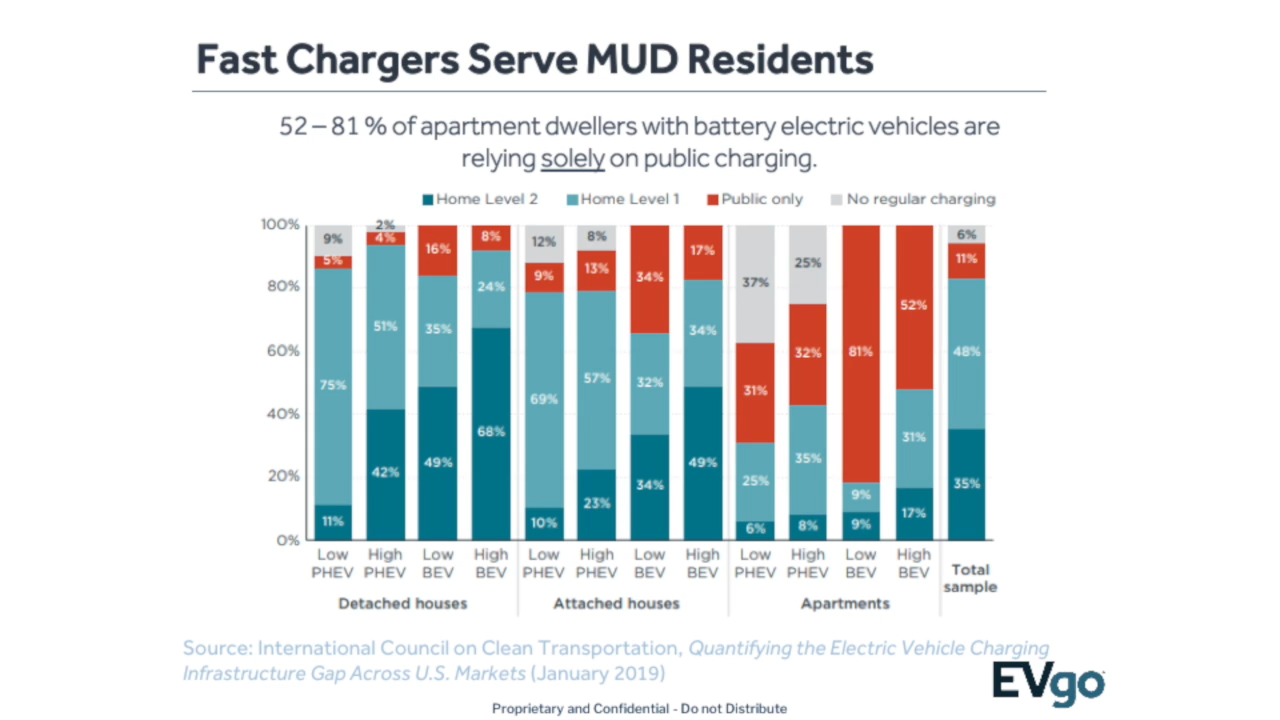 Fast Chargers Serve MUD Residents
52 – 81 % of apartment dwellers with battery electric vehicles are
relying solely on public charging.
Home Level 2 Home Level 1 Public only No regular charging
100%
80%
60%
40%
20%
0%
9% 5% 75% 11%
2% 4% 51% 42%
16% 35% 49%
8% 24% 68%
12% 9% 69% 10%
8% 13% 57% 23%
34% 32% 34%
17% 34% 49%
37% 31% 25% 6%
25% 32% 35% 8%
81% 9% 9%
52% 31% 17%
6% 11% 48% 35%
Low High Low High Low High Low High Low High Low High
PHEV PHEV BEV BEV PHEV PHEV BEV BEV PHEV PHEV BEV BEV
Total
sample
Detached houses Attached houses Apartments
Source: International Council on Clean Transportation, Quantifying the Electric Vehicle Charging
Infrastructure Gap Across U.S. Markets (January 2019)
EVgo
Proprietary and Confidential - Do not Distribute